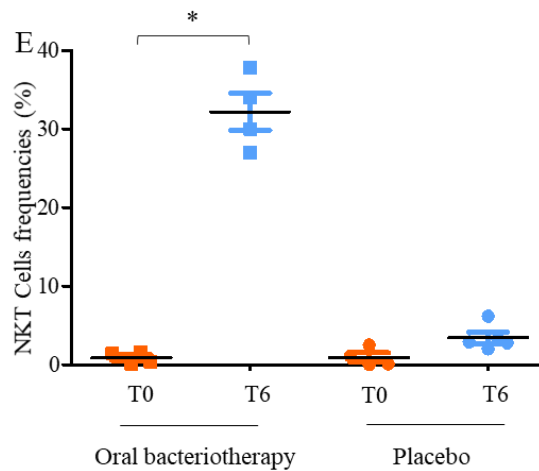 *
E
40
30
20
10
0
NKT Cells frequencies (%)
T0 T6 T0 T6
Oral bacteriotherapy Placebo